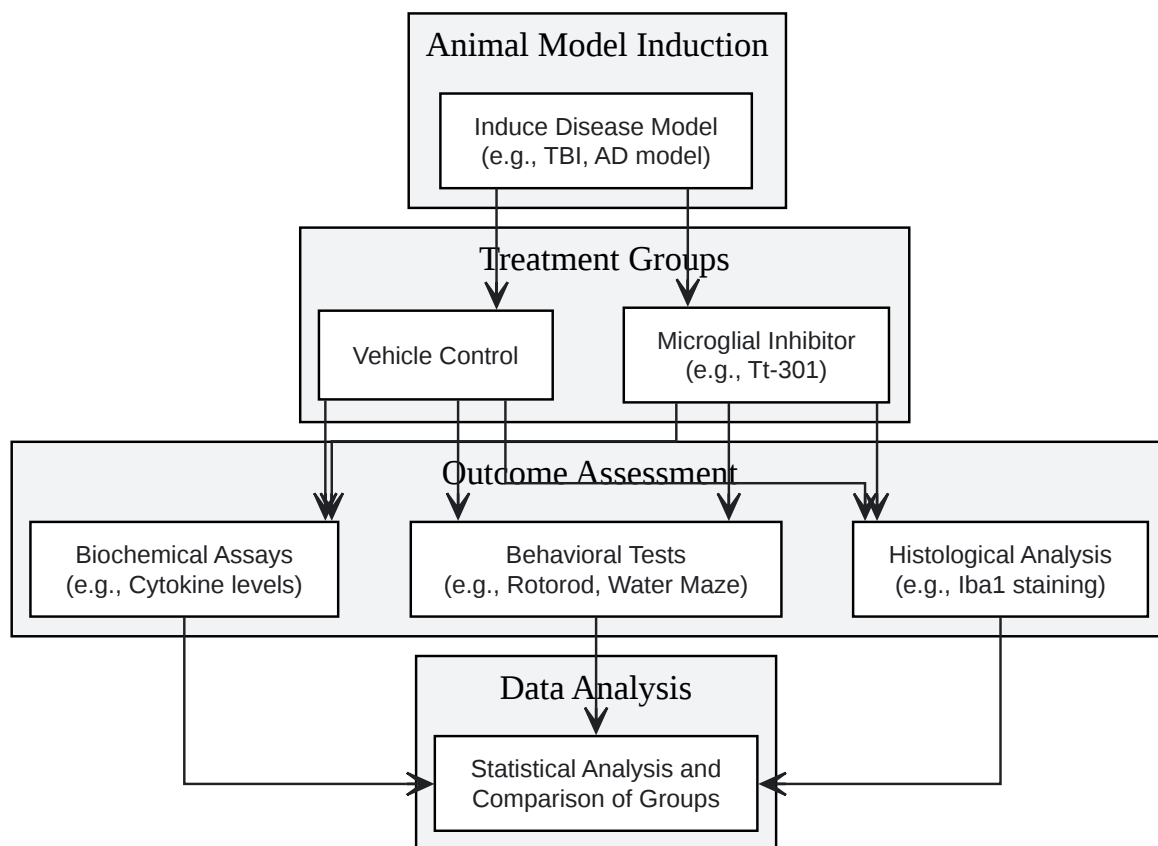 Animal Model Induction
Induce Disease Model
(e.g., TBI, AD model)
Treatment Groups
Vehicle Control
Microglial Inhibitor
(e.g., Tt-301)
Outcome Assessment
Biochemical Assays
(e.g., Cytokine levels)
Behavioral Tests
(e.g., Rotorod, Water Maze)
Histological Analysis
(e.g., Iba1 staining)
Data Analysis
Statistical Analysis and
Comparison of Groups